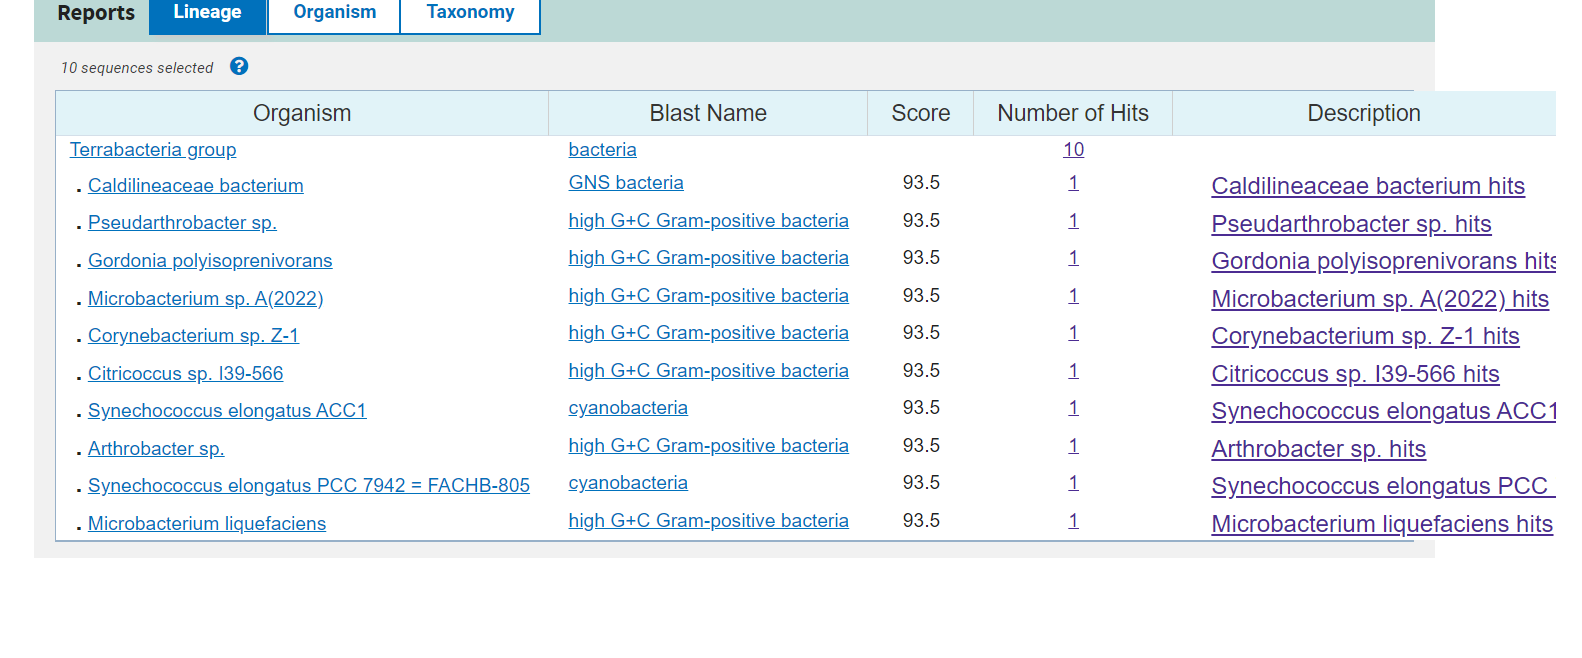 Reports Lineage Organism Taxonomy
10 sequences selected ?
Organism Blast Name Score Number of Hits Description
Terrabacteria group bacteria 10
. Caldilineaceae bacterium GNS bacteria 93.5 1 Caldilineaceae bacterium hits
. Pseudarthrobacter sp. high G+C Gram-positive bacteria 93.5 1 Pseudarthrobacter sp. hits
. Gordonia polyisoprenivorans high G+C Gram-positive bacteria 93.5 1 Gordonia polyisoprenivorans hits
. Microbacterium sp. A(2022) high G+C Gram-positive bacteria 93.5 1 Microbacterium sp. A(2022) hits
. Corynebacterium sp. Z-1 high G+C Gram-positive bacteria 93.5 1 Corynebacterium sp. Z-1 hits
. Citricoccus sp. I39-566 high G+C Gram-positive bacteria 93.5 1 Citricoccus sp. I39-566 hits
. Synechococcus elongatus ACC1 cyanobacteria 93.5 1 Synechococcus elongatus ACC1
. Arthrobacter sp. high G+C Gram-positive bacteria 93.5 1 Arthrobacter sp. hits
. Synechococcus elongatus PCC 7942 = FACHB-805 cyanobacteria 93.5 1 Synechococcus elongatus PCC
. Microbacterium liquefaciens high G+C Gram-positive bacteria 93.5 1 Microbacterium liquefaciens hits